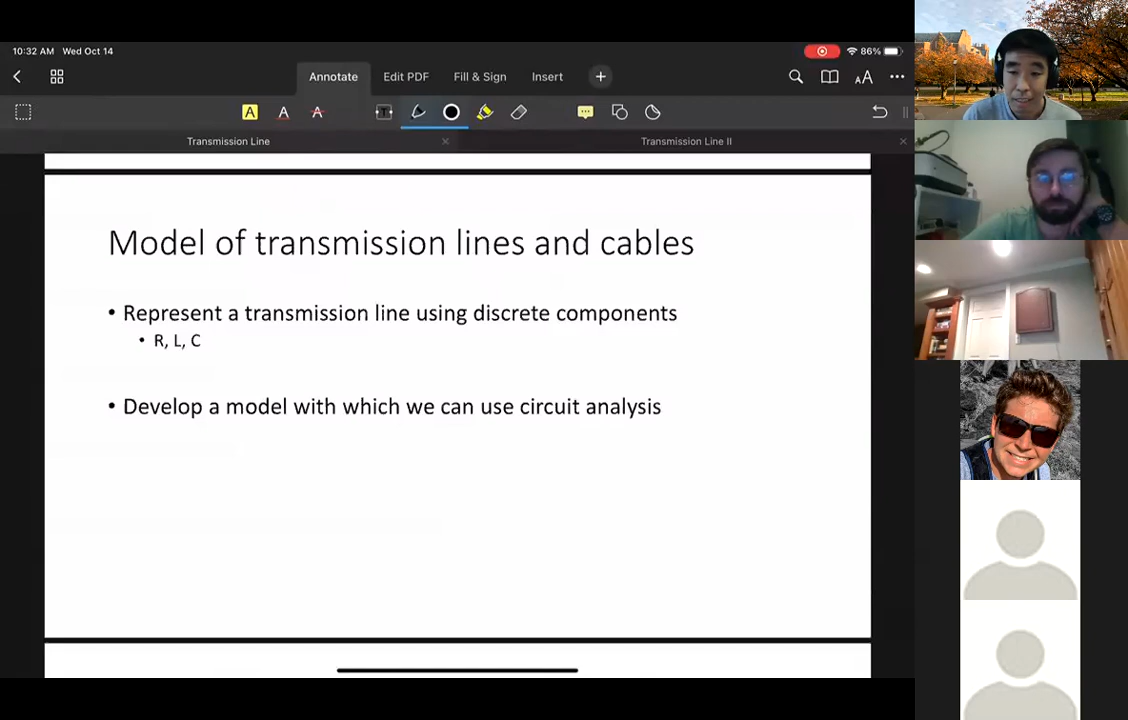 10:32 AM Wed Oct 14
86%
Annotate Edit PDF Fill & Sign Insert
AA
A A A T
Transmission Line Transmission Line II
Model of transmission lines and cables
• Represent a transmission line using discrete components
• R, L, C
• Develop a model with which we can use circuit analysis